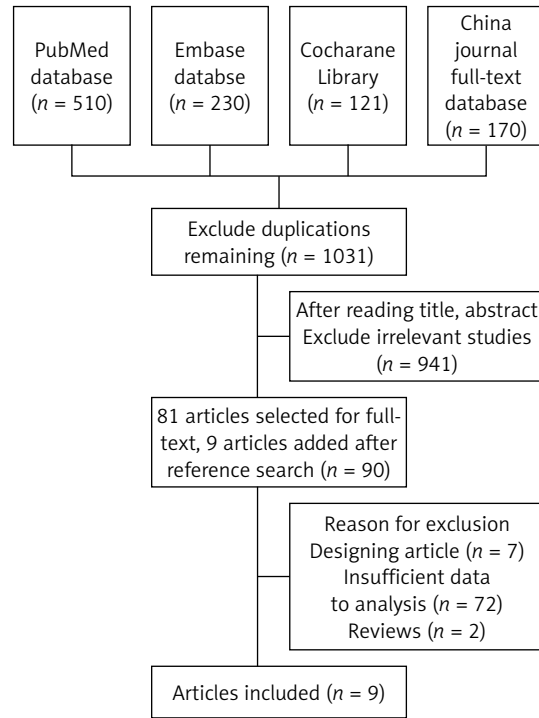 PubMed
database
(n = 510)
Embase
databse
(n = 230)
Cocharane
Library
(n = 121)
China
journal
full-text
database
(n = 170)
Exclude duplications
remaining (n = 1031)
After reading title, abstract
Exclude irrelevant studies
(n = 941)
81 articles selected for full-
text, 9 articles added after
reference search (n = 90)
Reason for exclusion
Designing article (n = 7)
Insufficient data
to analysis (n = 72)
Reviews (n = 2)
Articles included (n = 9)